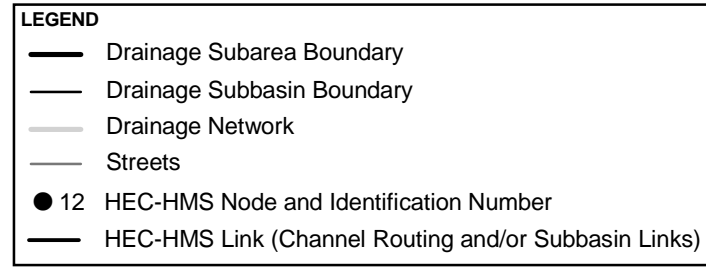 LEGEND
Drainage Subarea Boundary
Drainage Subbasin Boundary
Drainage Network
Streets
12 HEC-HMS Node and Identification Number
HEC-HMS Link (Channel Routing and/or Subbasin Links)